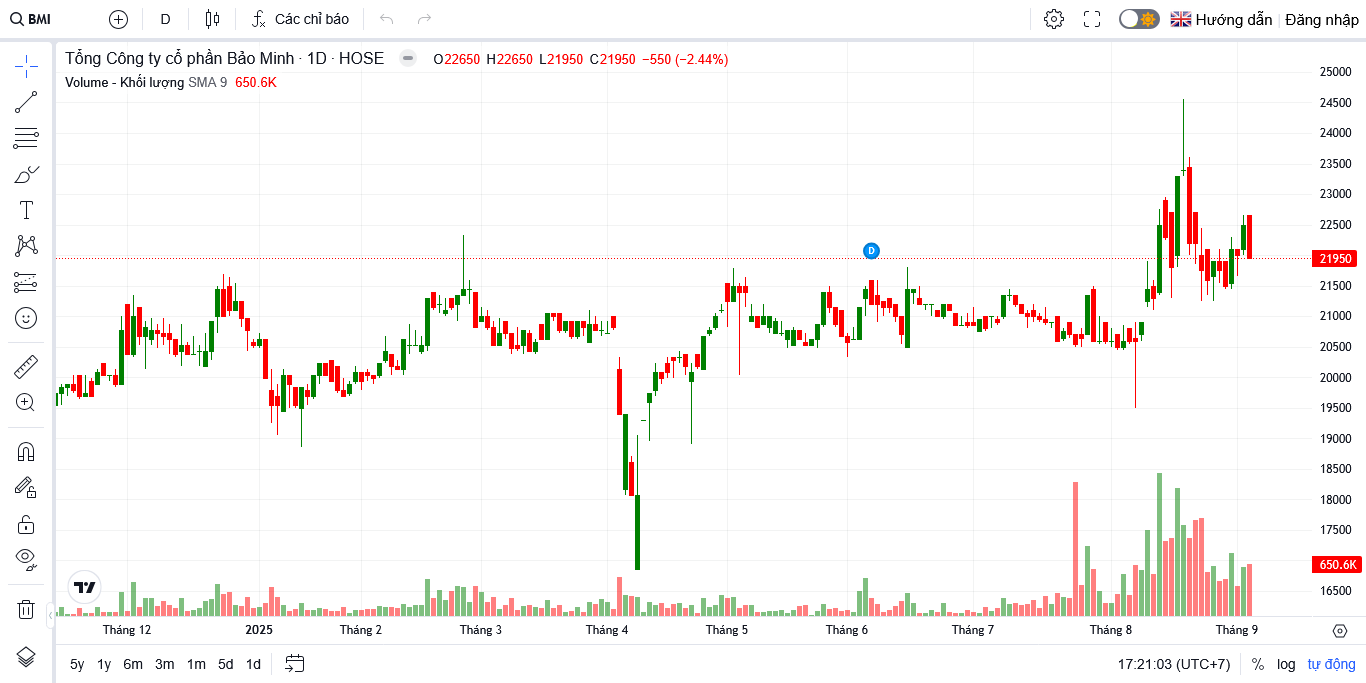 BMI D Các chỉ báo Hướng dẫn Đăng nhập
Tổng Công ty cổ phần Bảo Minh · 1D · HOSE O22650 H22650 L21950 C21950 −550 (−2.44%)
Volume - Khối lượng SMA 9 650.6K
25000
24500
24000
23500
23000
22500
21950
21500
21000
20500
20000
19500
19000
18500
18000
17500
650.6K
16500
D
Tháng 12 2025 Tháng 2 Tháng 3 Tháng 4 Tháng 5 Tháng 6 Tháng 7 Tháng 8 Tháng 9
5y 1y 6m 3m 1m 5d 1d 17:21:03 (UTC+7) % log tự động